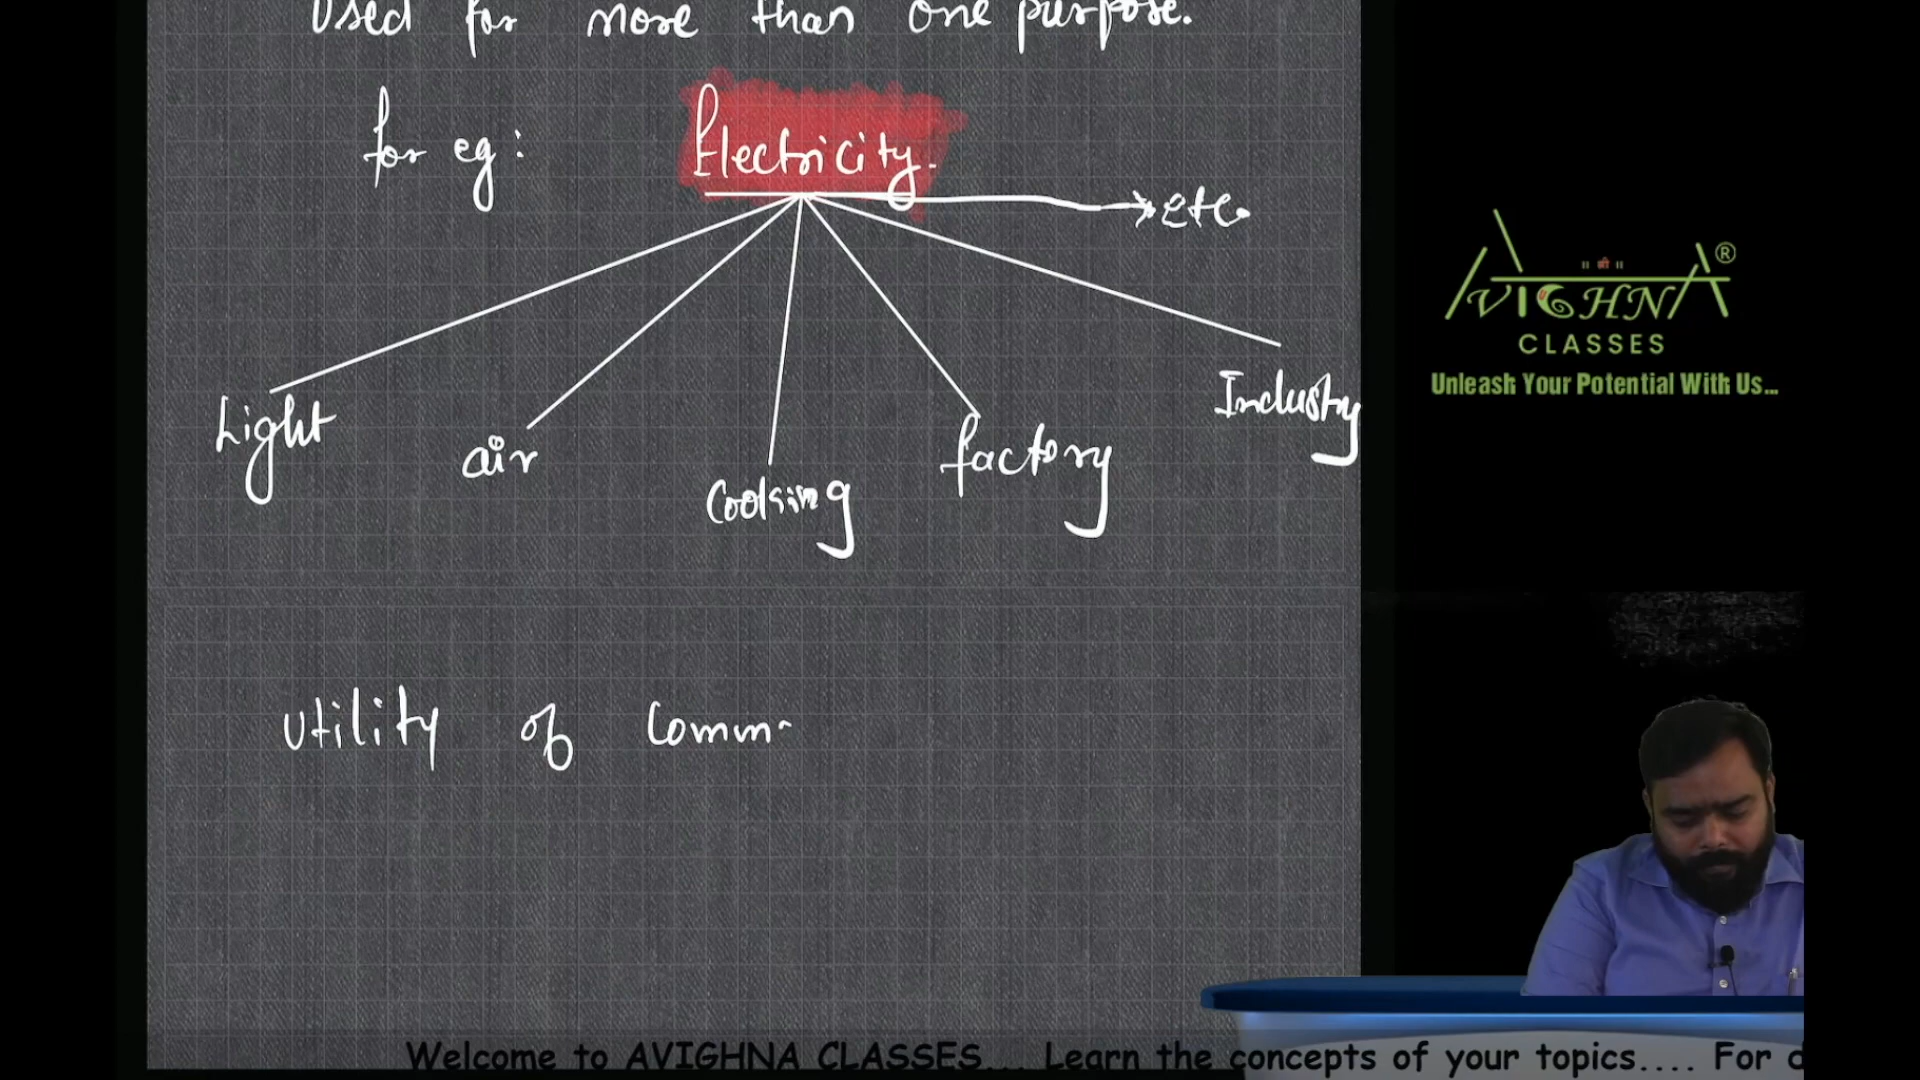 Used for more than one purpose.
for eg: Electricity.
etc.
Light air Cooking factory Industry
Utility of Comm
|| श्री ||
AVIGHNA®
CLASSES
Unleash Your Potential With Us...
Welcome to AVIGHNA CLASSES... Learn the concepts of your topics.... For d